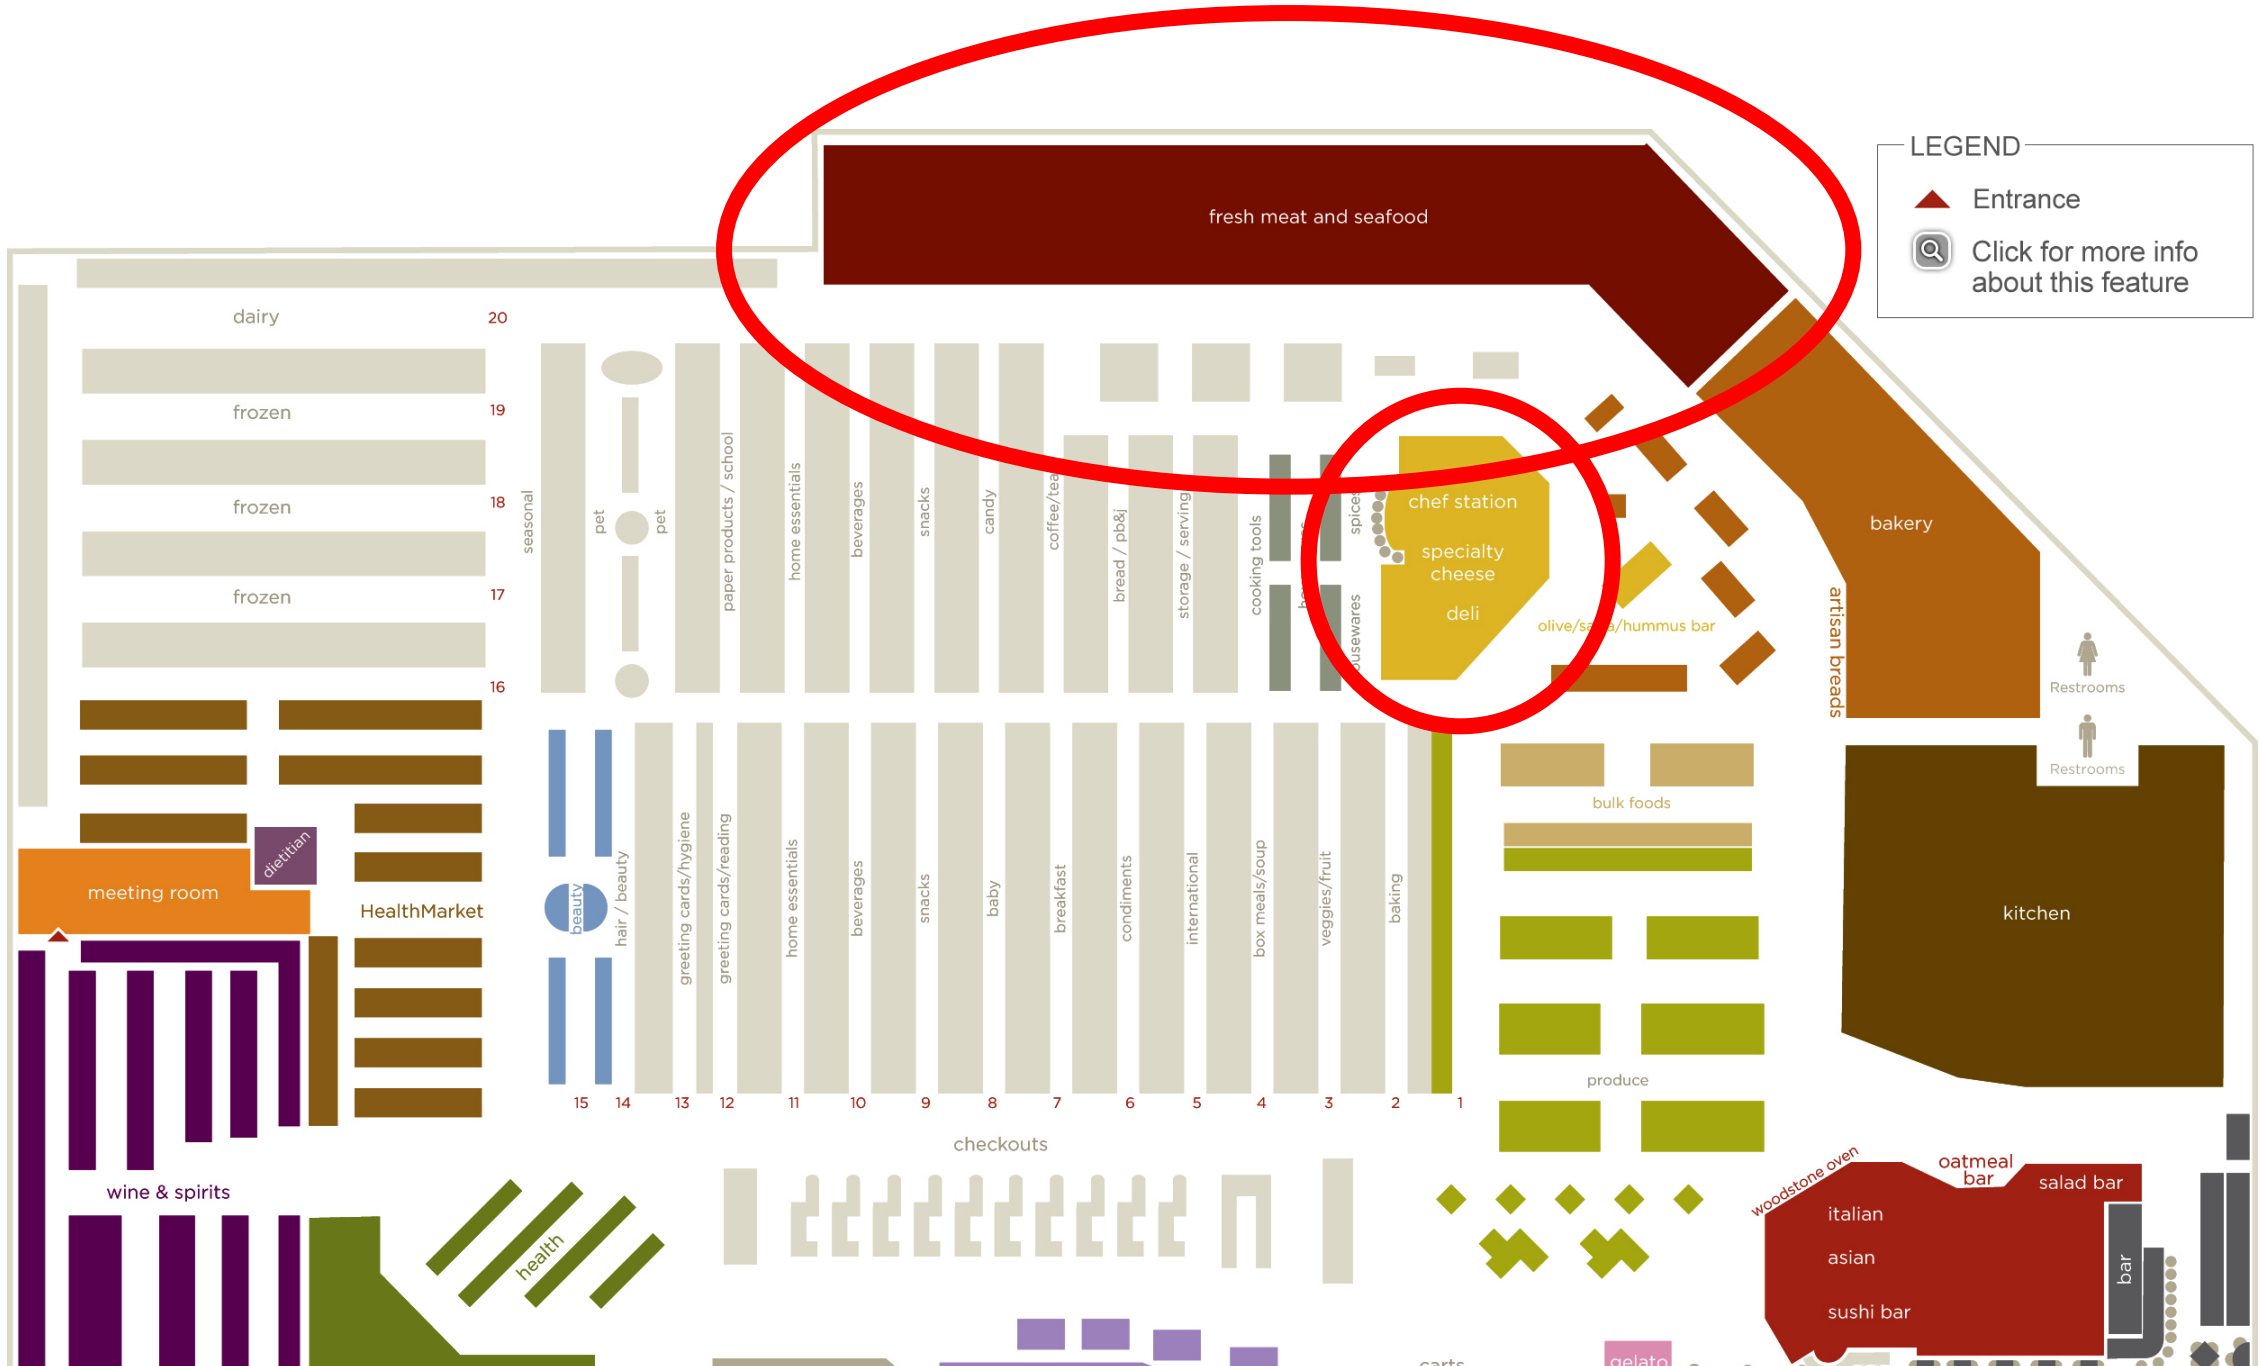 LEGEND
Entrance
Click for more info
about this feature
fresh meat and seafood
dairy
20
frozen
19
frozen
18
frozen
17
16
seasonal
pet
pet
paper products / school
home essentials
beverages
snacks
candy
coffee/tea
bread / pb&j
storage / serving
cooking tools
spices
chef station
specialty
cheese
deli
olive/sa a/hummus bar
bakery
artisan breads
Restrooms
Restrooms
bulk foods
kitchen
produce
dietitian
meeting room
HealthMarket
beauty
hair / beauty
greeting cards/hygiene
greeting cards/reading
home essentials
beverages
snacks
baby
breakfast
condiments
international
box meals/soup
veggies/fruit
baking
15 14 13 12 11 10 9 8 7 6 5 4 3 2 1
checkouts
wine & spirits
health
woodstone oven
oatmeal
bar
salad bar
italian
asian
sushi bar
bar
gelato
carts